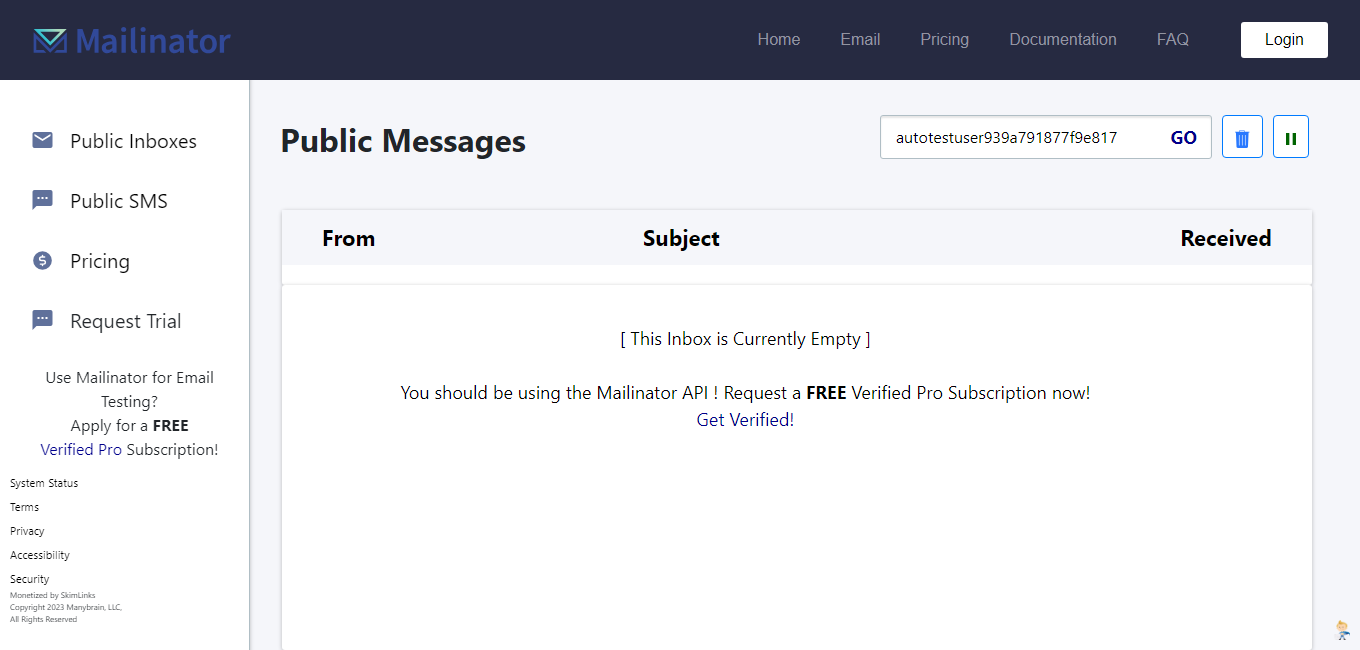 Mailinator
Home Email Pricing Documentation FAQ Login
Public Inboxes
Public SMS
Pricing
Request Trial
Use Mailinator for Email
Testing?
Apply for a FREE
Verified Pro Subscription!
System Status
Terms
Privacy
Accessibility
Security
Monetized by SkimLinks
Copyright 2023 Manybrain, LLC,
All Rights Reserved
Public Messages
autotestuser939a791877f9e817 GO
From Subject Received
[ This Inbox is Currently Empty ]
You should be using the Mailinator API ! Request a FREE Verified Pro Subscription now!
Get Verified!